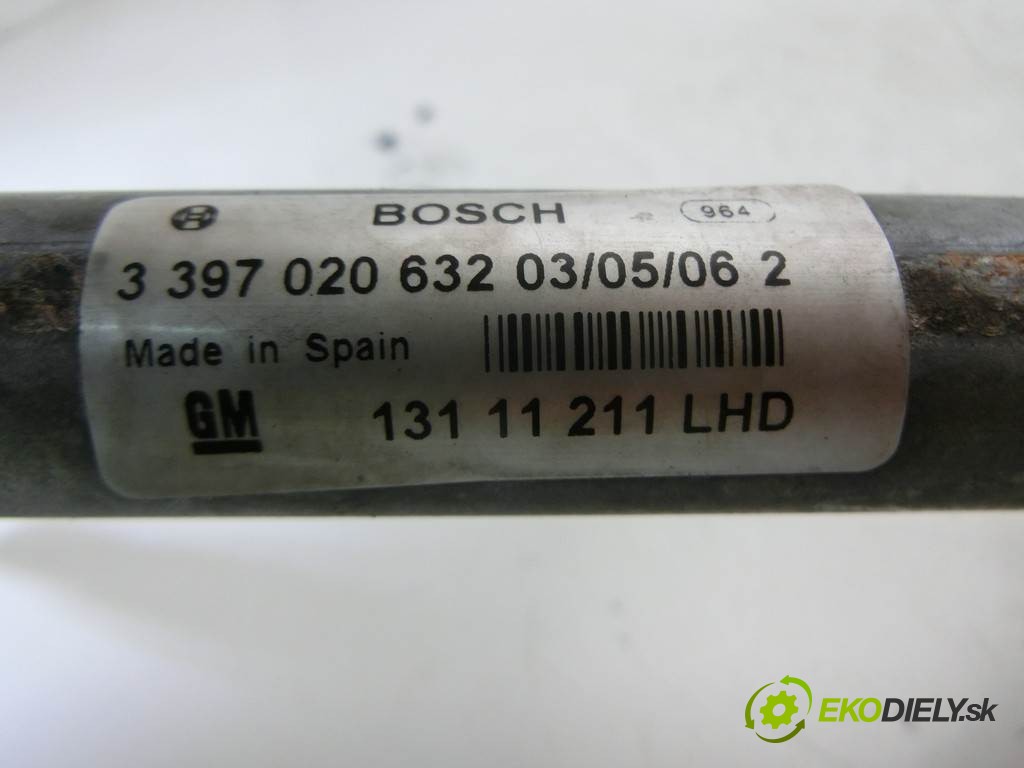 BOSCH 964
3 397 020 632 03/05/06 2
Made in Spain
GM 131 11 211 LHD
EKODIELY.sk